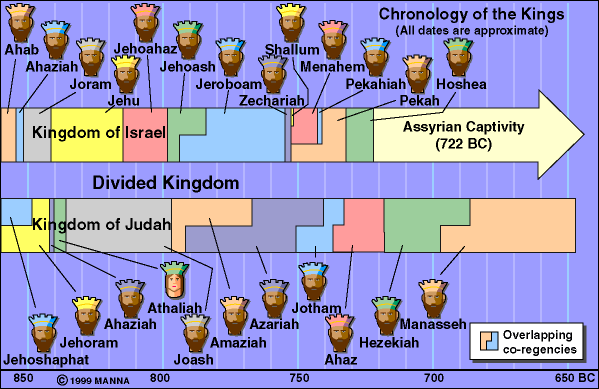 Chronology of the Kings
(All dates are approximate)
Ahab
Ahaziah
Joram
Jehu
Jehoahaz
Jehoash
Jeroboam
Zechariah
Shallum
Menahem
Pekahiah
Pekah
Hoshea
Kingdom of Israel
Assyrian Captivity
(722 BC)
Divided Kingdom
Kingdom of Judah
Jehoshaphat
Jehoram
Ahaziah
Athaliah
Joash
Amaziah
Azariah
Jotham
Ahaz
Hezekiah
Manasseh
Overlapping
co-regencies
850
© 1999 MANNA
800
750
700
650 BC